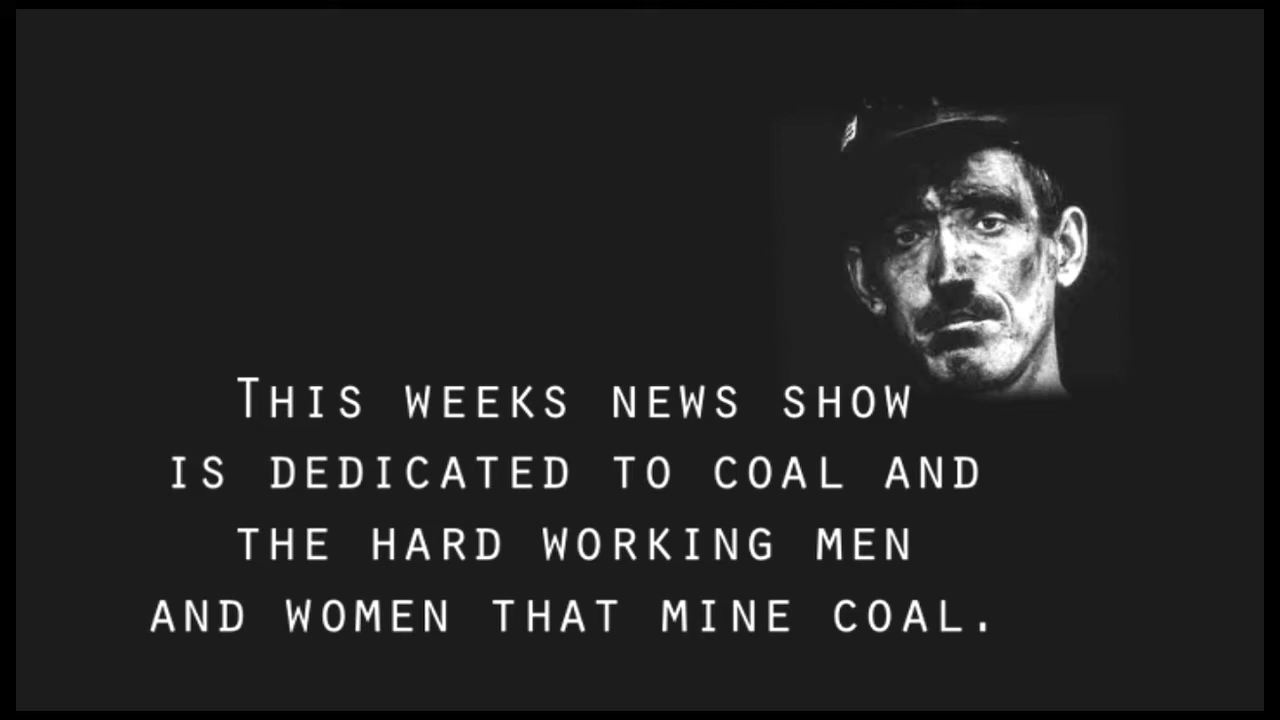 This weeks news show
is dedicated to coal and
the hard working men
and women that mine coal.